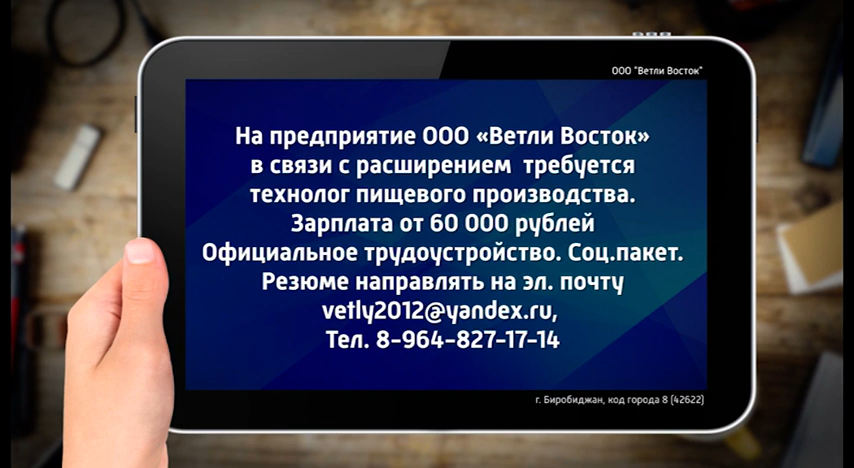 ООО "Ветли Восток"
На предприятие ООО «Ветли Восток»
в связи с расширением требуется
технолог пищевого производства.
Зарплата от 60 000 рублей
Официальное трудоустройство. Соц.пакет.
Резюме направлять на эл. почту
vetly2012@yandex.ru,
Тел. 8-964-827-17-14
г. Биробиджан, код города 8 (42622)